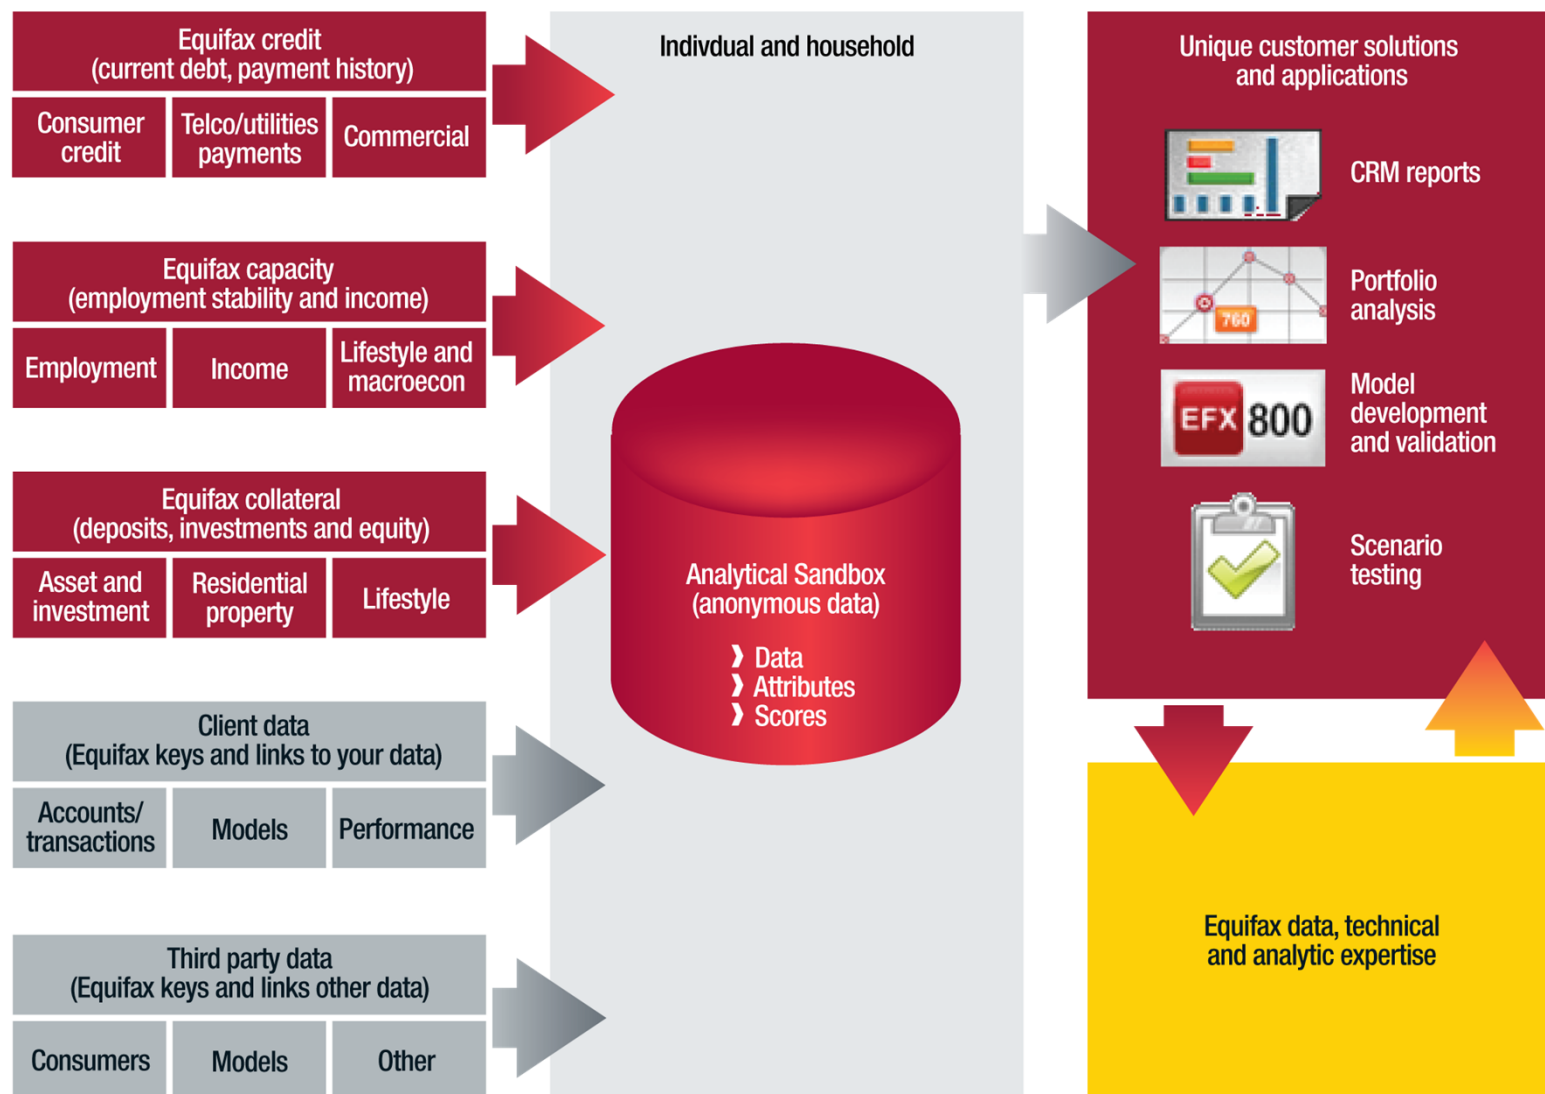 Equifax credit
(current debt, payment history)
Consumer
credit
Telco/utilities
payments
Commercial
Equifax capacity
(employment stability and income)
Employment
Income
Lifestyle and
macroecon
Equifax collateral
(deposits, investments and equity)
Asset and
investment
Residential
property
Lifestyle
Client data
(Equifax keys and links to your data)
Accounts/
transactions
Models
Performance
Third party data
(Equifax keys and links other data)
Consumers
Models
Other
Indivdual and household
Analytical Sandbox
(anonymous data)
❱ Data
❱ Attributes
❱ Scores
Unique customer solutions
and applications
CRM reports
760
Portfolio
analysis
EFX 800
Model
development
and validation
Scenario
testing
Equifax data, technical
and analytic expertise